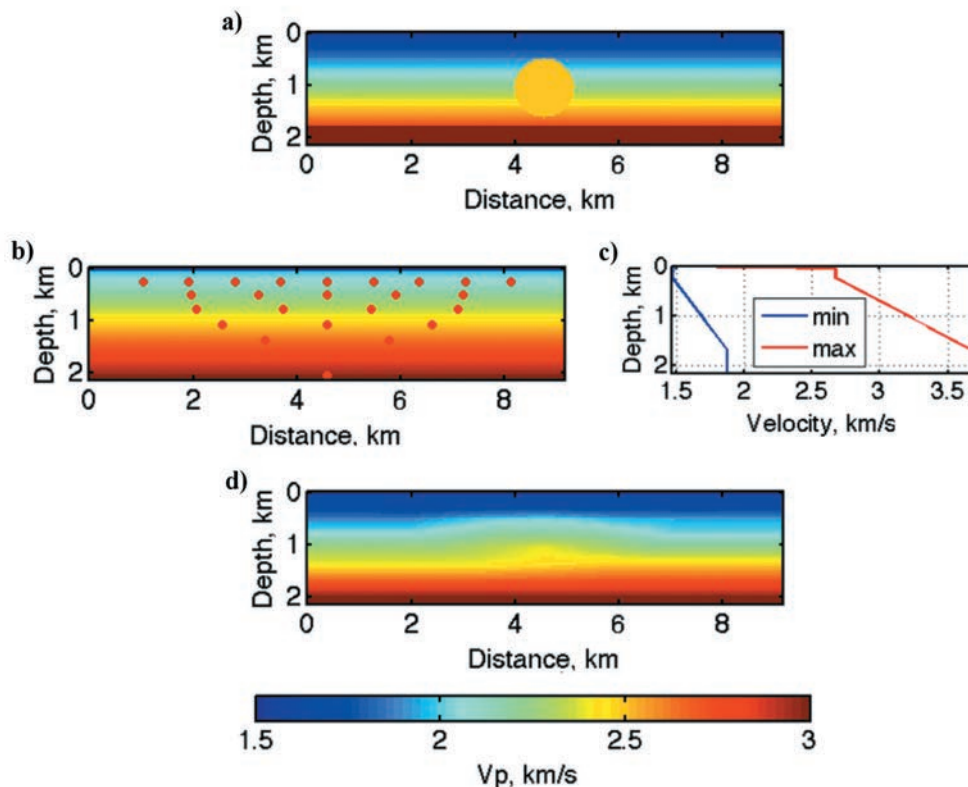 a)
Depth, km
0
1
2
0 2 4 6 8
Distance, km
b)
Depth, km
0
1
2
0 2 4 6 8
Distance, km
c)
Depth, km
0
1
2
min
max
1.5 2 2.5 3 3.5
Velocity, km/s
d)
Depth, km
0
1
2
0 2 4 6 8
Distance, km
1.5 2 2.5 3
Vp, km/s